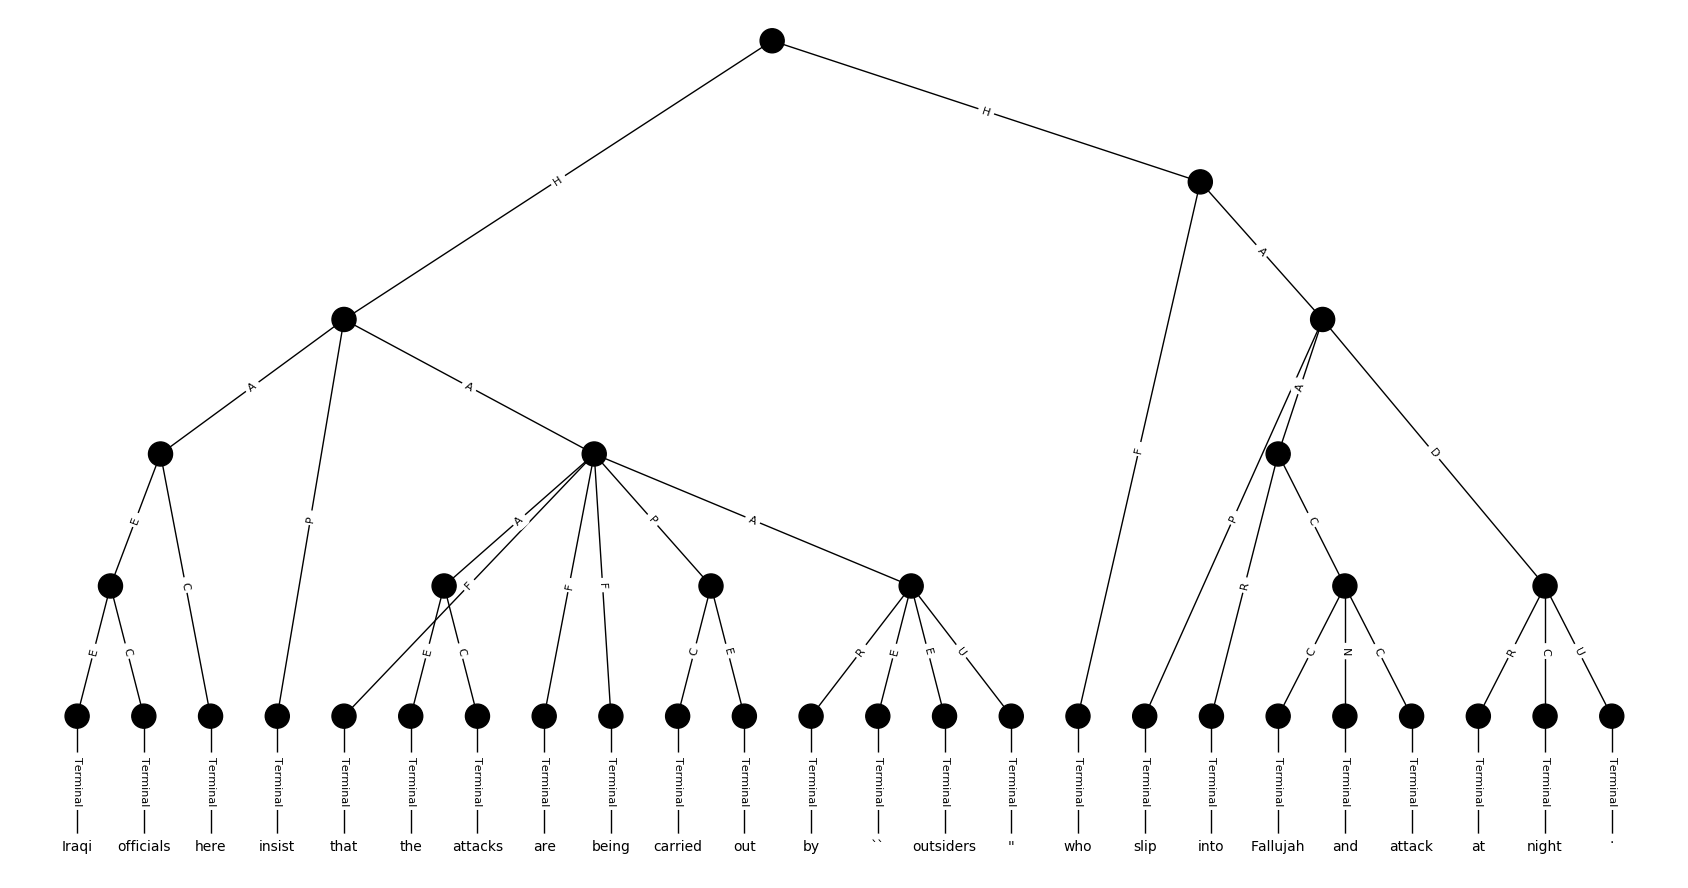 H
H
A
A
A
A
E
P
A
P
A
P
C
D
E
C
C
F
F
F
F
R
E
C
E
C
C
E
R
E
E
U
C
N
C
R
C
U
Terminal Terminal Terminal Terminal Terminal Terminal Terminal Terminal Terminal Terminal Terminal Terminal Terminal Terminal Terminal Terminal Terminal Terminal Terminal Terminal Terminal Terminal Terminal Terminal
Iraqi officials here insist that the attacks are being carried out by `` outsiders " who slip into Fallujah and attack at night .